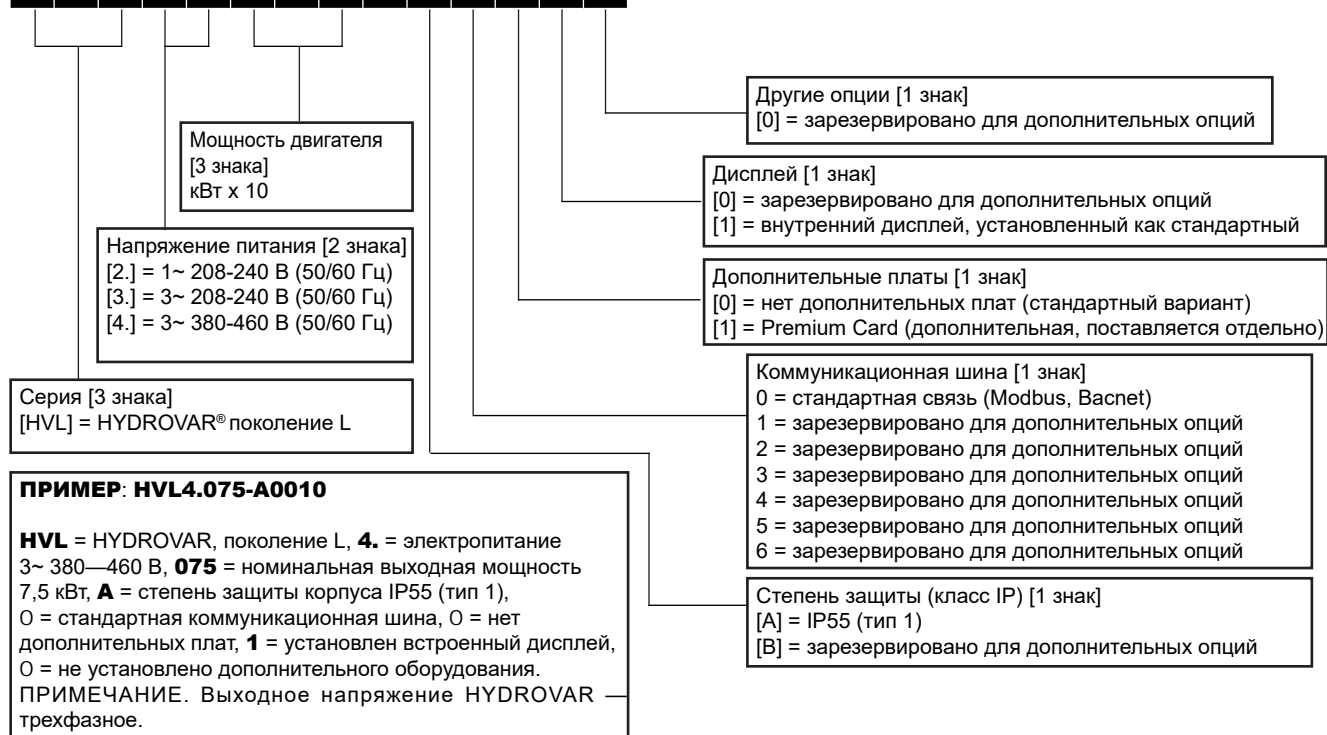 Другие опции [1 знак]
[0] = зарезервировано для дополнительных опций
Мощность двигателя
[3 знака]
кВт x 10
Дисплей [1 знак]
[0] = зарезервировано для дополнительных опций
[1] = внутренний дисплей, установленный как стандартный
Напряжение питания [2 знака]
[2.] = 1~ 208-240 В (50/60 Гц)
[3.] = 3~ 208-240 В (50/60 Гц)
[4.] = 3~ 380-460 В (50/60 Гц)
Дополнительные платы [1 знак]
[0] = нет дополнительных плат (стандартный вариант)
[1] = Premium Card (дополнительная, поставляется отдельно)
Серия [3 знака]
[HVL] = HYDROVAR® поколение L
Коммуникационная шина [1 знак]
0 = стандартная связь (Modbus, Bacnet)
1 = зарезервировано для дополнительных опций
2 = зарезервировано для дополнительных опций
3 = зарезервировано для дополнительных опций
4 = зарезервировано для дополнительных опций
5 = зарезервировано для дополнительных опций
6 = зарезервировано для дополнительных опций
ПРИМЕР: HVL4.075-A0010
HVL = HYDROVAR, поколение L, 4. = электропитание
3~ 380—460 В, 075 = номинальная выходная мощность
7,5 кВт, A = степень защиты корпуса IP55 (тип 1),
0 = стандартная коммуникационная шина, 0 = нет
дополнительных плат, 1 = установлен встроенный дисплей,
0 = не установлено дополнительного оборудования.
ПРИМЕЧАНИЕ. Выходное напряжение HYDROVAR —
трехфазное.
Степень защиты (класс IP) [1 знак]
[A] = IP55 (тип 1)
[B] = зарезервировано для дополнительных опций